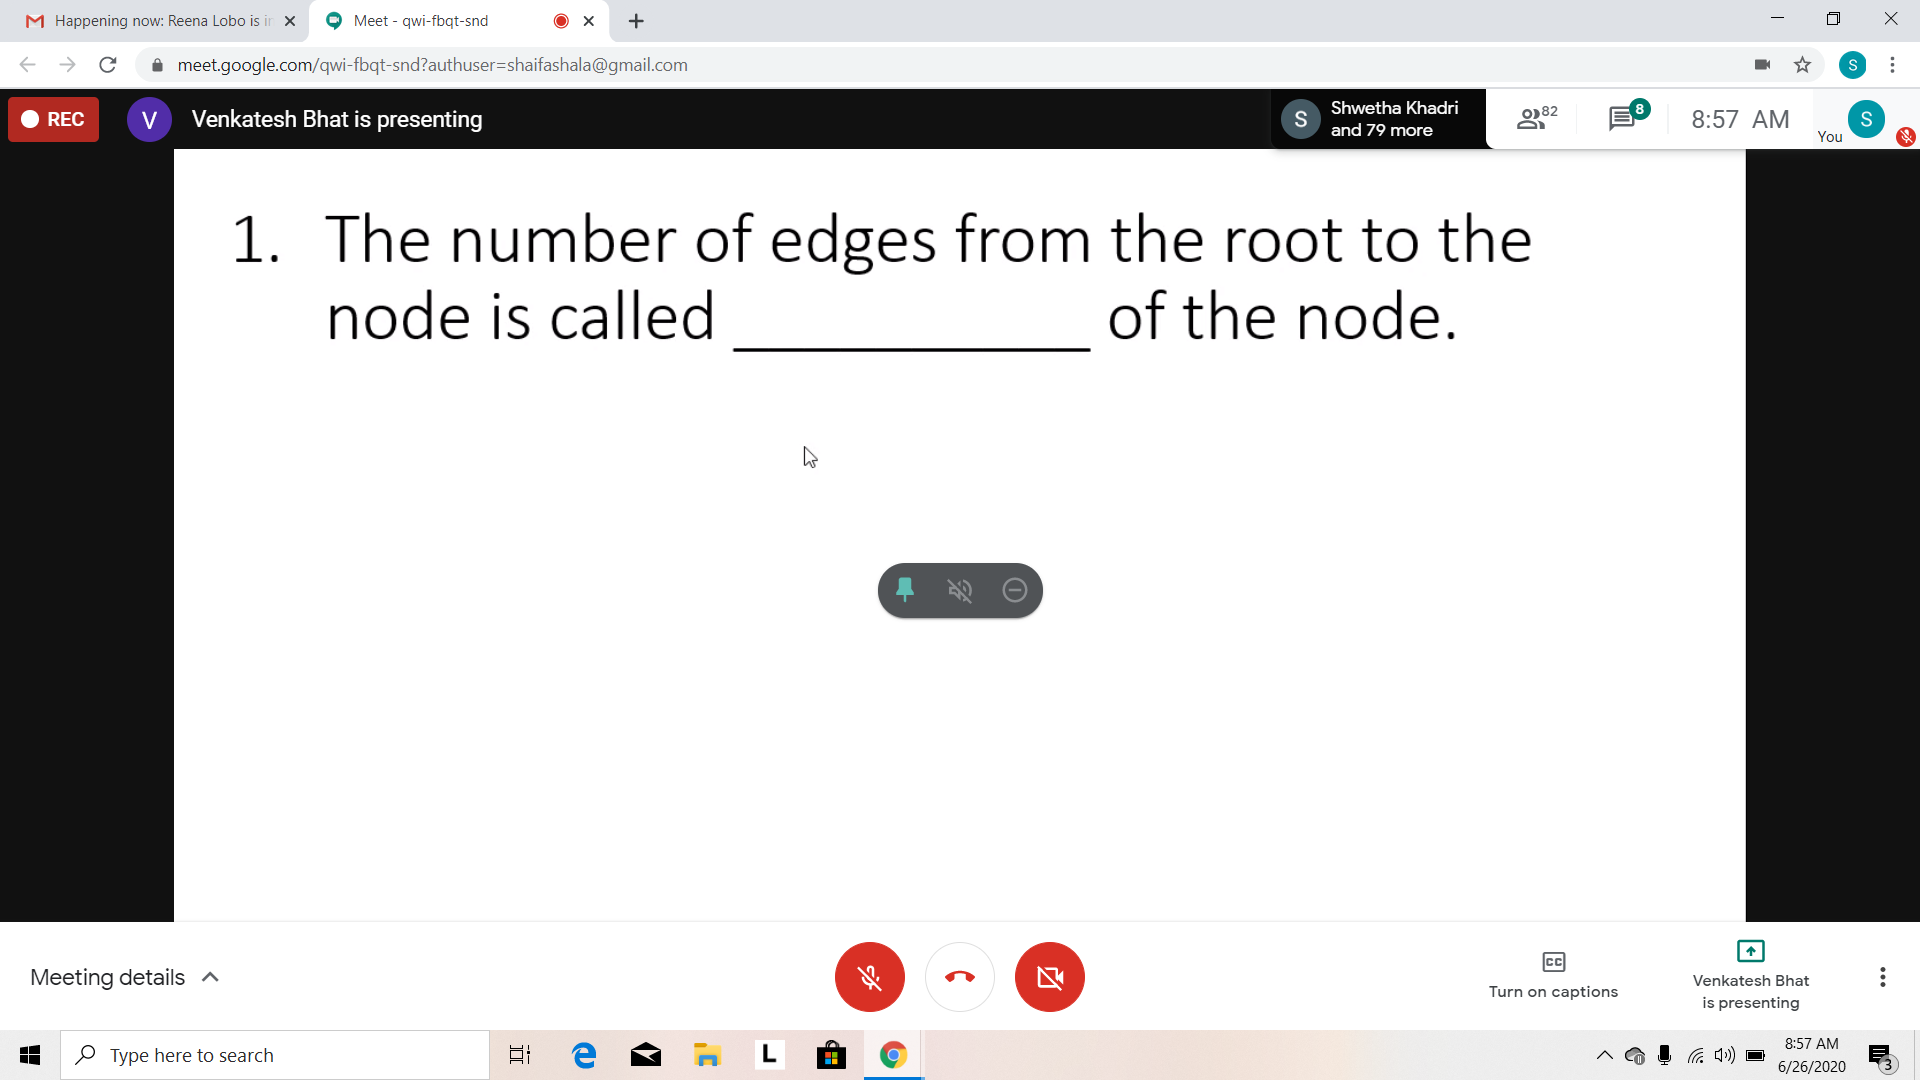 Happening now: Reena Lobo is in
Meet - qwi-fbqt-snd
meet.google.com/qwi-fbqt-snd?authuser=shaifashala@gmail.com
S
REC
V
Venkatesh Bhat is presenting
S
Shwetha Khadri
and 79 more
82
8
8:57 AM
You
S
1. The number of edges from the root to the
node is called ____________ of the node.
Meeting details
CC
Turn on captions
Venkatesh Bhat
is presenting
Type here to search
L
8:57 AM
6/26/2020
3